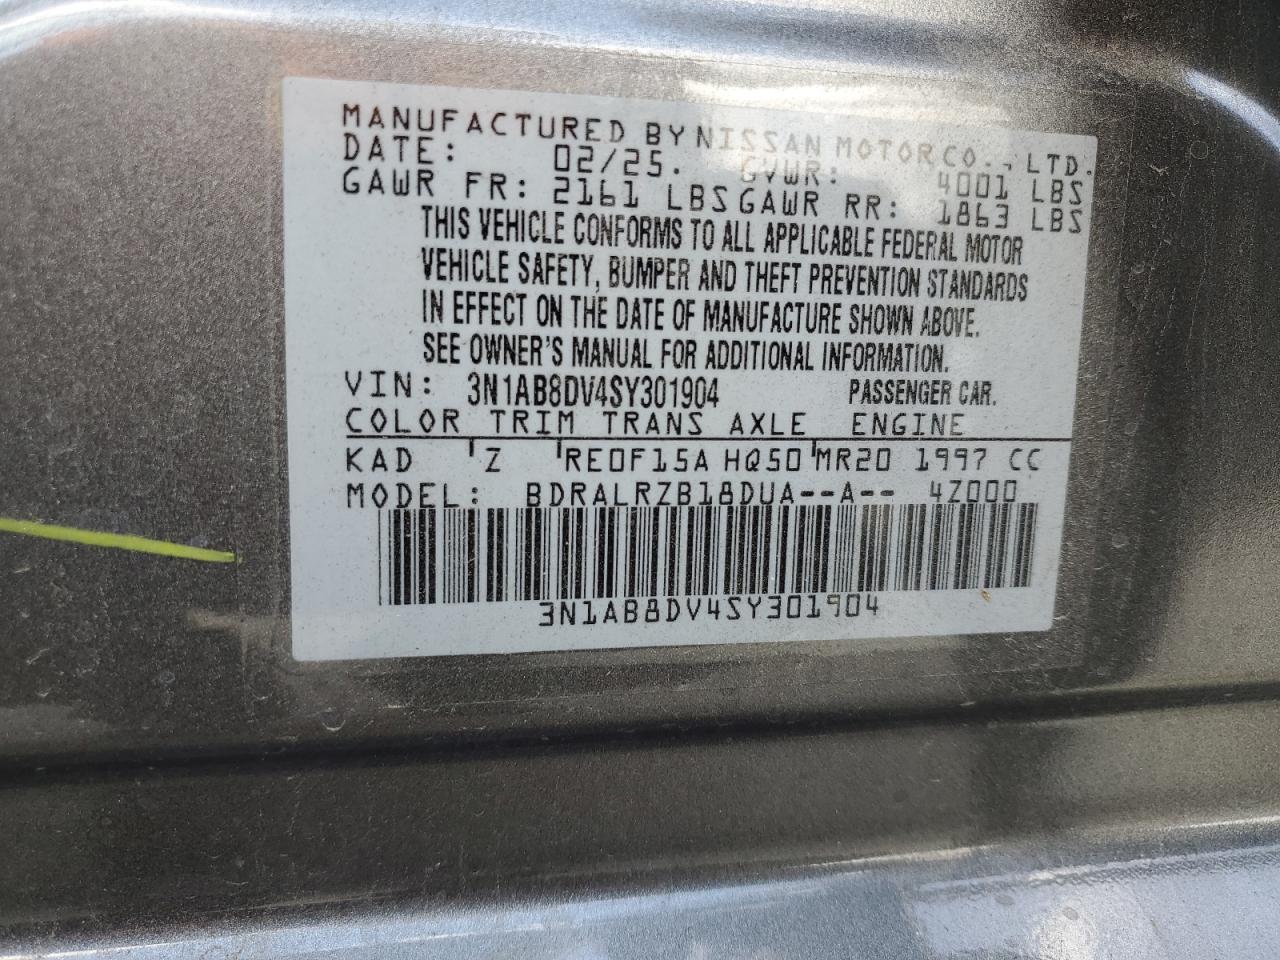 MANUFACTURED BY NISSAN MOTOR CO., LTD.
DATE: 02/25. GVWR: 4001 LBS
GAWR FR: 2161 LBS GAWR RR: 1863 LBS
THIS VEHICLE CONFORMS TO ALL APPLICABLE FEDERAL MOTOR
VEHICLE SAFETY, BUMPER AND THEFT PREVENTION STANDARDS
IN EFFECT ON THE DATE OF MANUFACTURE SHOWN ABOVE.
SEE OWNER'S MANUAL FOR ADDITIONAL INFORMATION.
VIN: 3N1AB8DV4SY301904 PASSENGER CAR.
COLOR TRIM TRANS AXLE ENGINE
KAD Z RE0F15A HQ50 MR20 1997 CC
MODEL: BDRALRZB18DUA--A-- 4Z000
3N1AB8DV4SY301904